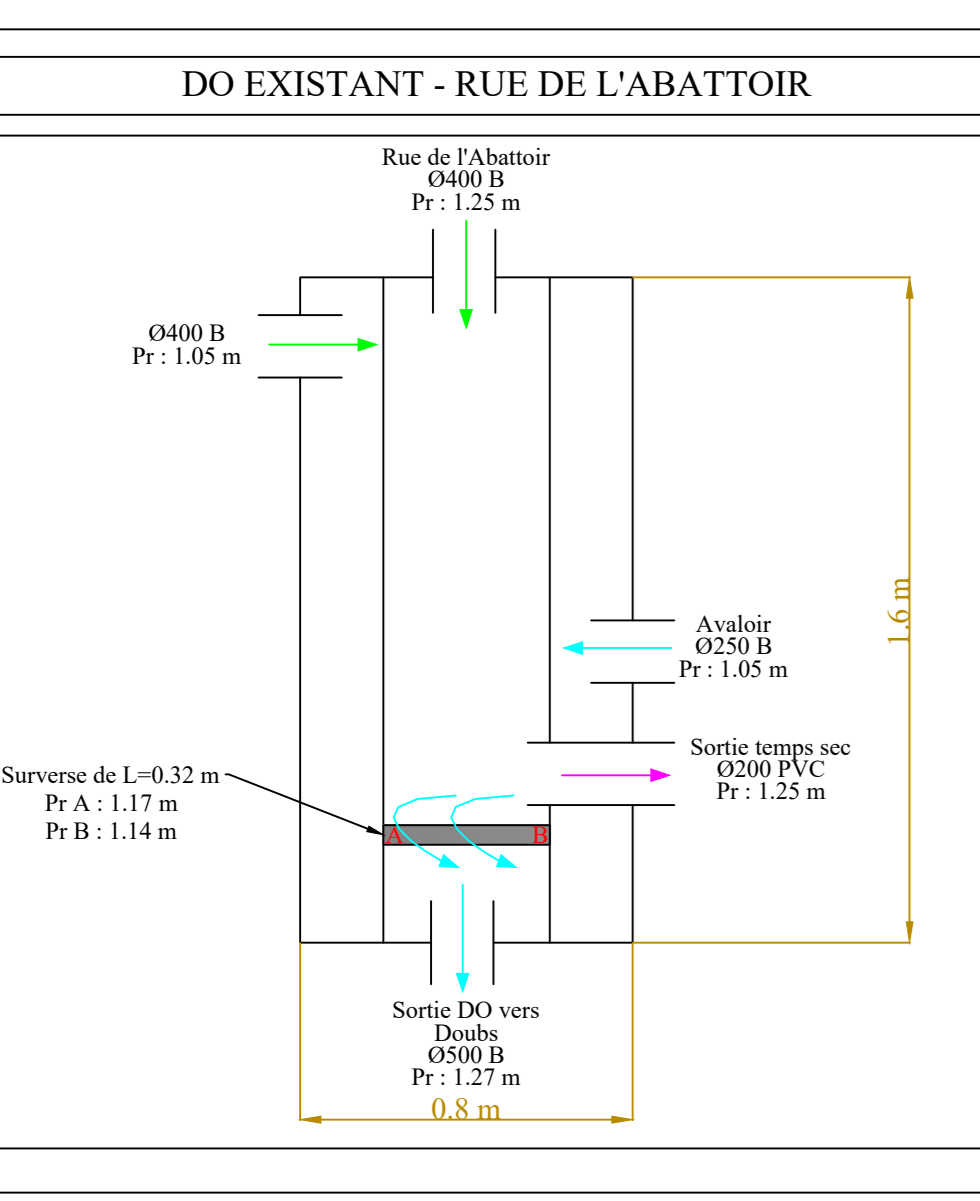 DO EXISTANT - RUE DE L'ABATTOIR
Rue de l'Abattoir
Ø400 B
Pr : 1.25 m
Ø400 B
Pr : 1.05 m
1.6 m
Avaloir
Ø250 B
Pr : 1.05 m
Sortie temps sec
Ø200 PVC
Pr : 1.25 m
Surverse de L=0.32 m
Pr A : 1.17 m
Pr B : 1.14 m
A
B
Sortie DO vers
Doubs
Ø500 B
Pr : 1.27 m
0.8 m